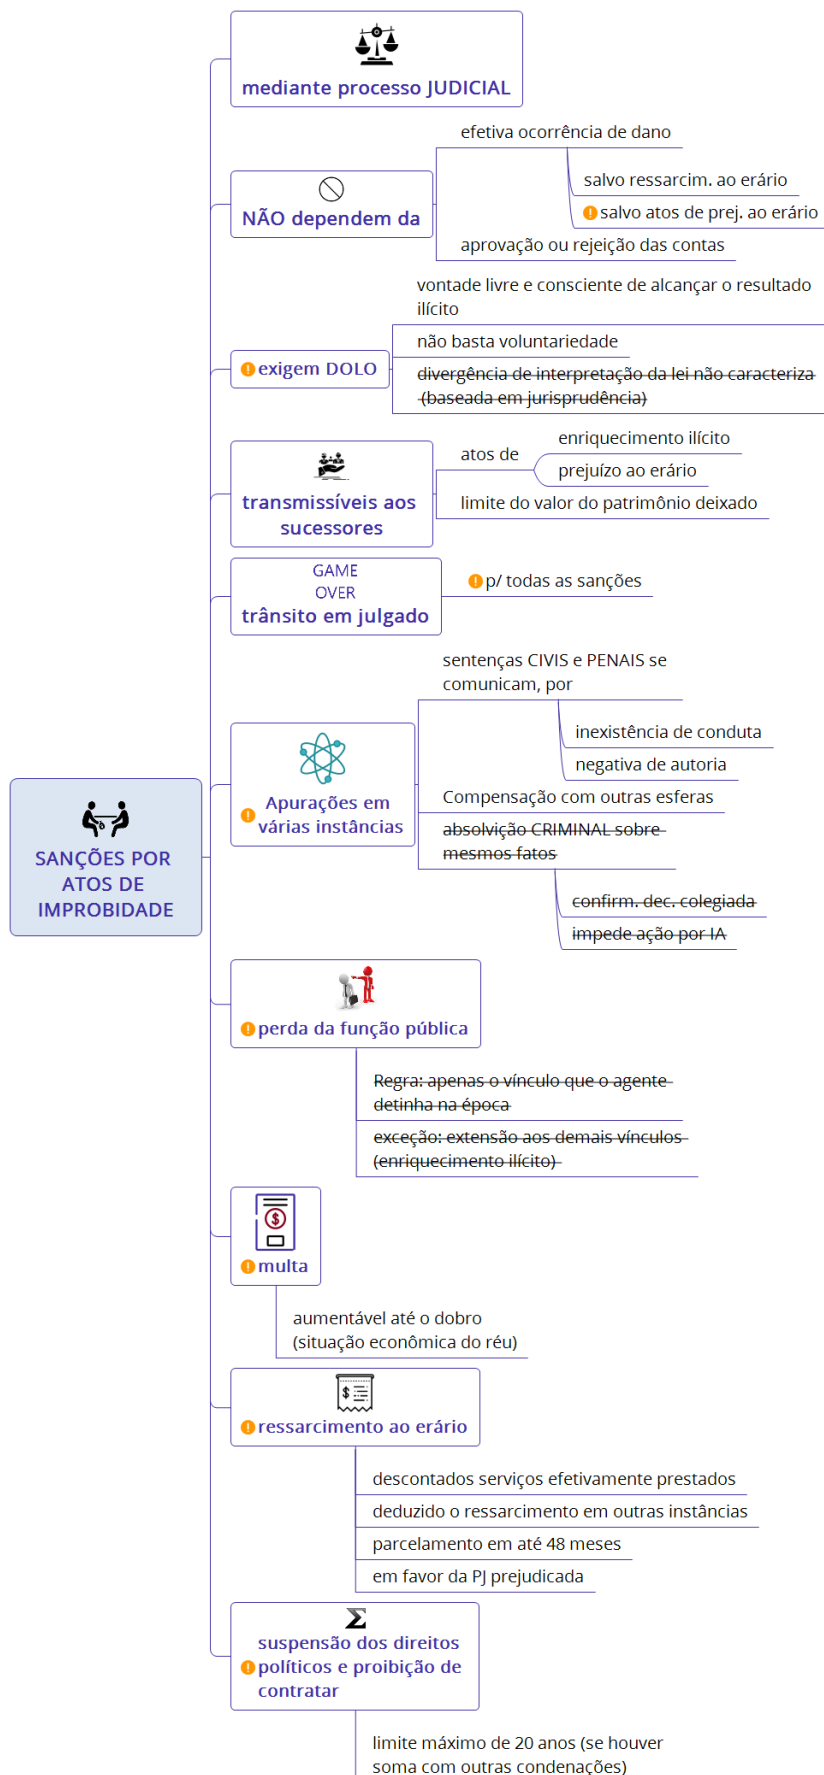 mediante processo JUDICIAL
NÃO dependem da
efetiva ocorrência de dano
salvo ressarcim. ao erário
salvo atos de prej. ao erário
aprovação ou rejeição das contas
exigem DOLO
vontade livre e consciente de alcançar o resultado
ilícito
não basta voluntariedade
divergência de interpretação da lei não caracteriza
(baseada em jurisprudência)
transmissíveis aos
sucessores
atos de
enriquecimento ilícito
prejuízo ao erário
limite do valor do patrimônio deixado
GAME
OVER
trânsito em julgado
p/ todas as sanções
Apurações em
várias instâncias
sentenças CIVIS e PENAIS se
comunicam, por
inexistência de conduta
negativa de autoria
Compensação com outras esferas
absolvição CRIMINAL sobre
mesmos fatos
confirm. dec. colegiada
impede ação por IA
SANÇÕES POR
ATOS DE
IMPROBIDADE
perda da função pública
Regra: apenas o vínculo que o agente
detinha na época
exceção: extensão aos demais vínculos
(enriquecimento ilícito)
multa
aumentável até o dobro
(situação econômica do réu)
ressarcimento ao erário
descontados serviços efetivamente prestados
deduzido o ressarcimento em outras instâncias
parcelamento em até 48 meses
em favor da PJ prejudicada
suspensão dos direitos
políticos e proibição de
contratar
limite máximo de 20 anos (se houver
soma com outras condenações)